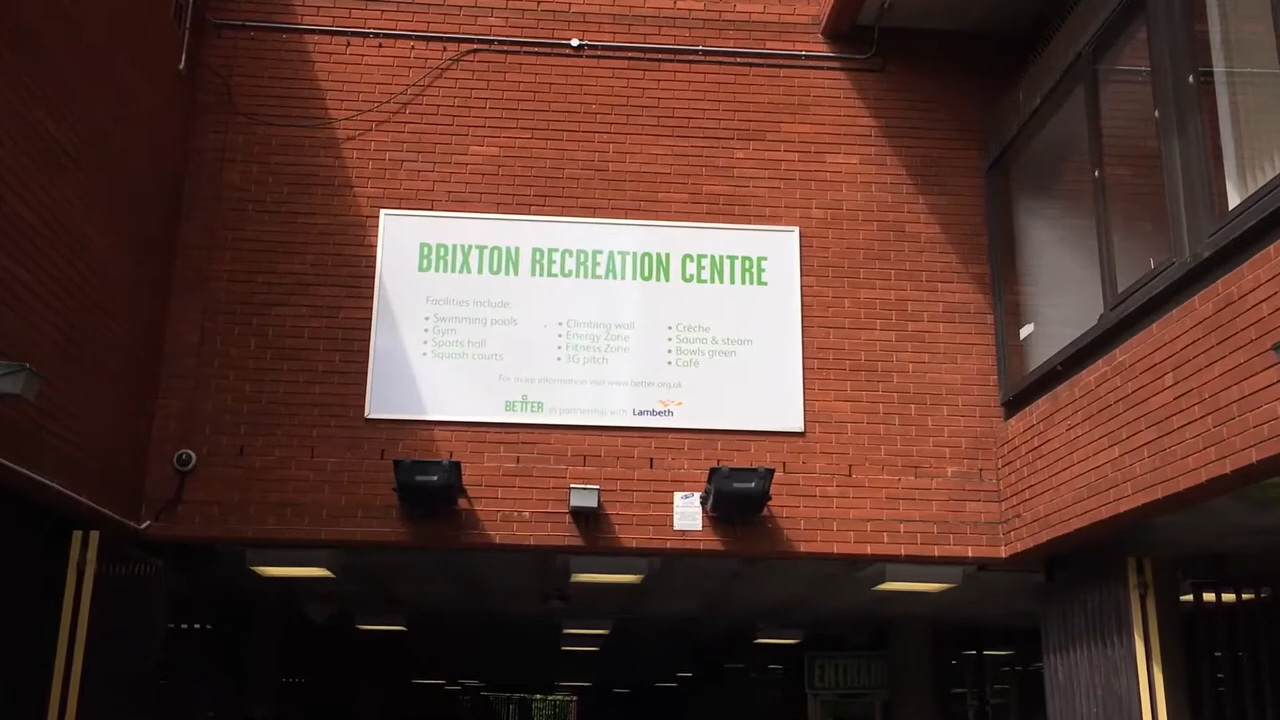 BRIXTON RECREATION CENTRE
Facilities include:
• Swimming pools
• Gym
• Sports hall
• Squash courts
• Climbing wall
• Energy Zone
• Fitness Zone
• 3G pitch
• Crèche
• Sauna & steam
• Bowls green
• Café
For more information visit www.better.org.uk
BETTER in partnership with Lambeth